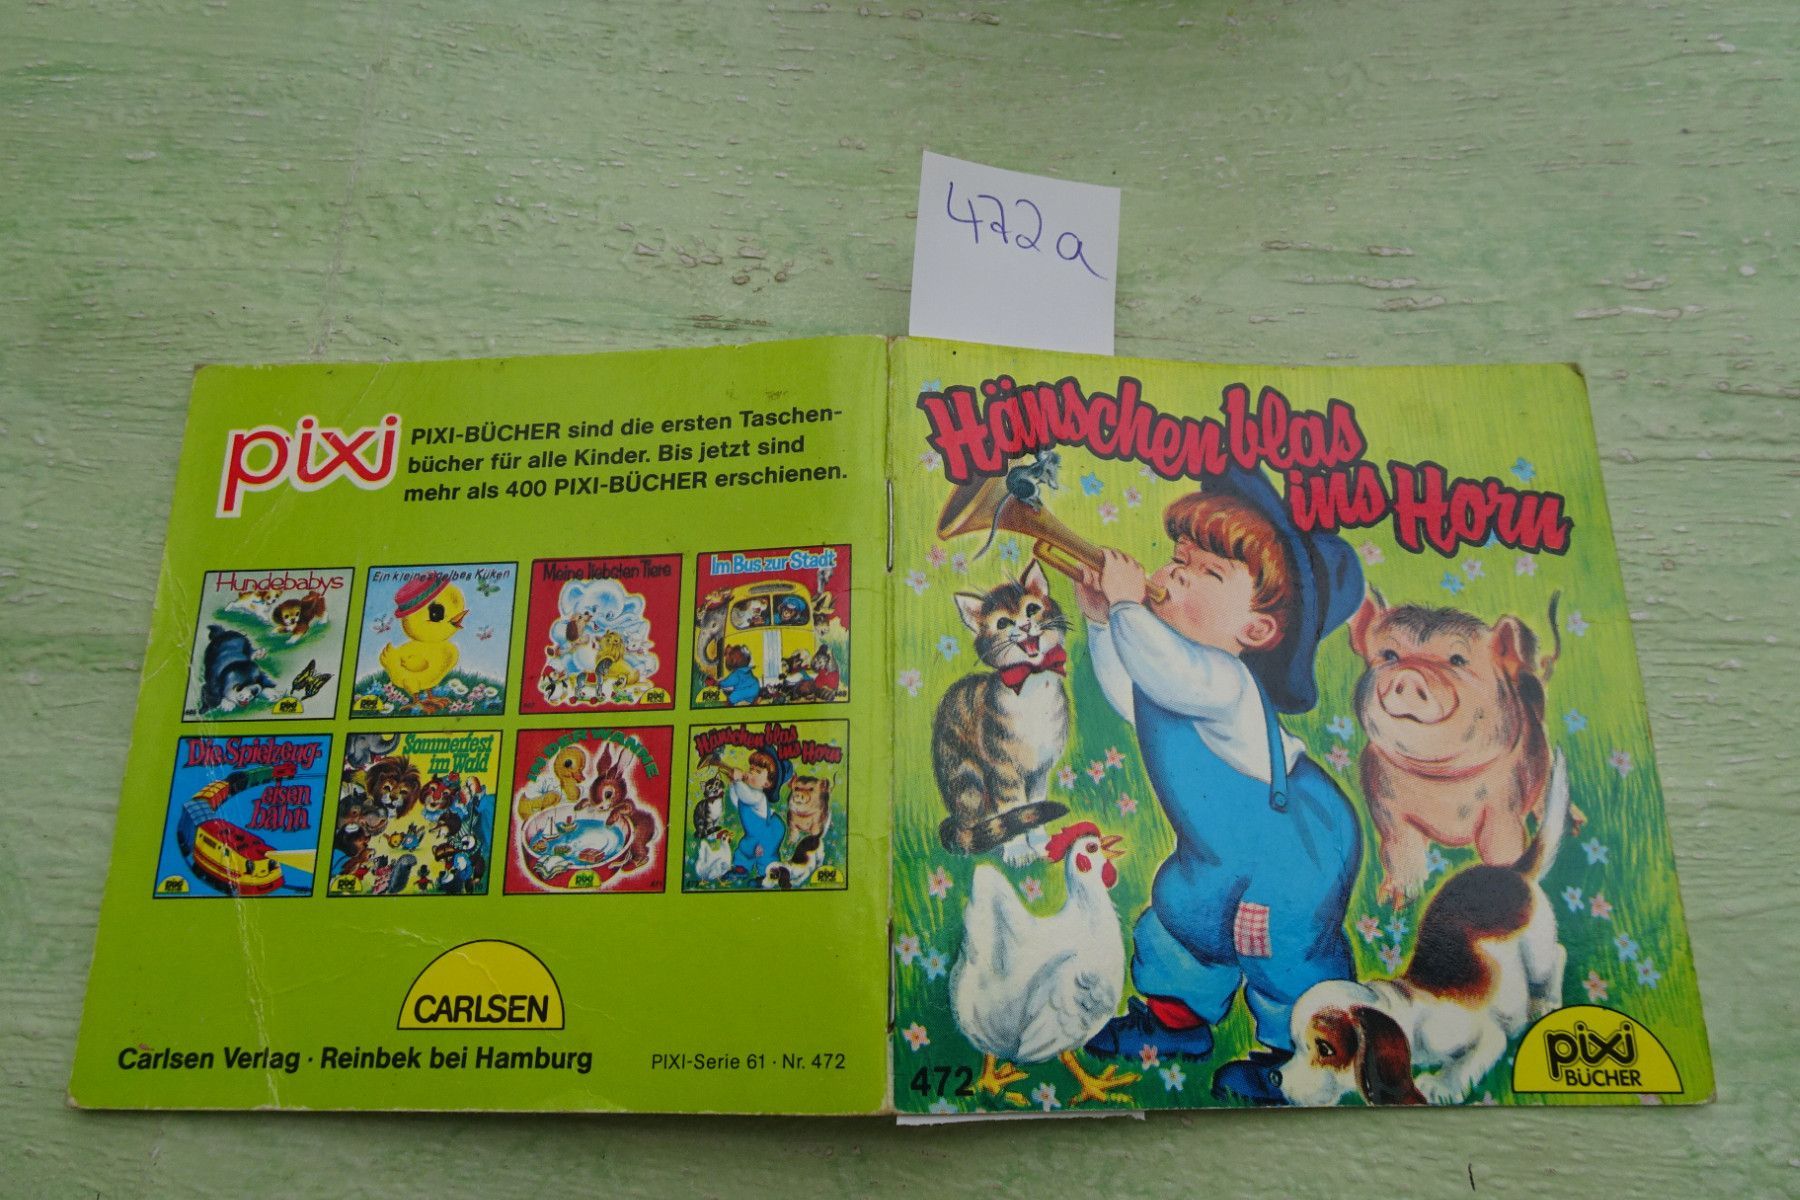 472a
pixi
PIXI-BÜCHER sind die ersten Taschen-
bücher für alle Kinder. Bis jetzt sind
mehr als 400 PIXI-BÜCHER erschienen.
Hundebabys
Ein kleines gelbes Küken
Meine liebsten Tiere
Im Bus zur Stadt
Die Spielzeug-
eisen
bahn
Sommerfest
im Wald
IN DER WANNE
Hänschen blas
ins Horn
CARLSEN
Carlsen Verlag · Reinbek bei Hamburg
PIXI-Serie 61 · Nr. 472
Hänschen blas
ins Horn
472
pixi
BÜCHER